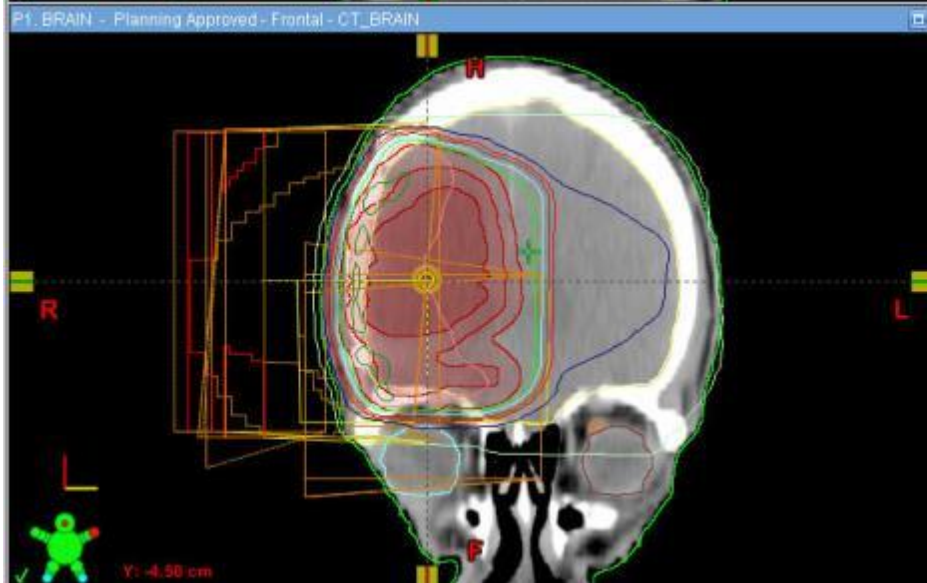 P1. BRAIN - Planning Approved - Frontal - CT_BRAIN
H
R
L
F
Y: -4.50 cm